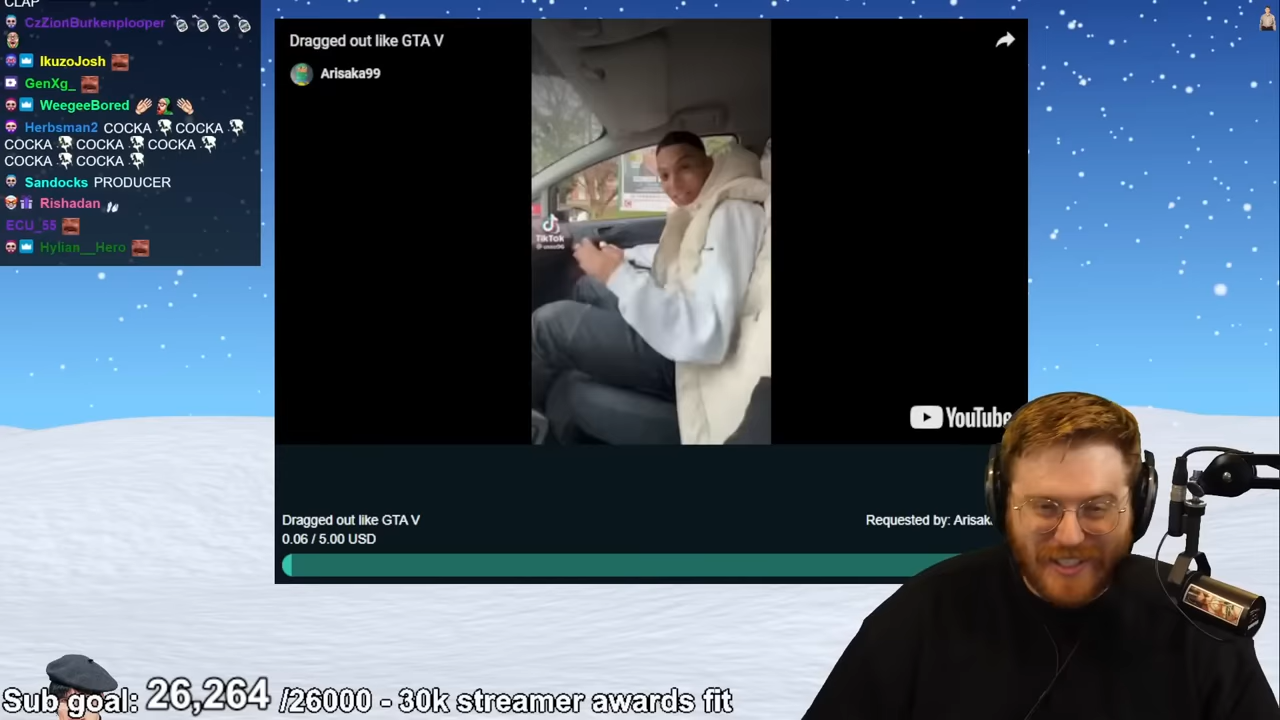 CLAP
CzZionBurkenplooper
IkuzoJosh
GenXg_
WeegeeBored
Herbsman2 COCKA COCKA
COCKA COCKA COCKA
COCKA COCKA
Sandocks PRODUCER
Rishadan
ECU_55
Hylian__Hero
Dragged out like GTA V
Arisaka99
TikTok
YouTube
Dragged out like GTA V
0.06 / 5.00 USD
Requested by: Arisak
Sub goal: 26,264 /26000 - 30k streamer awards fit